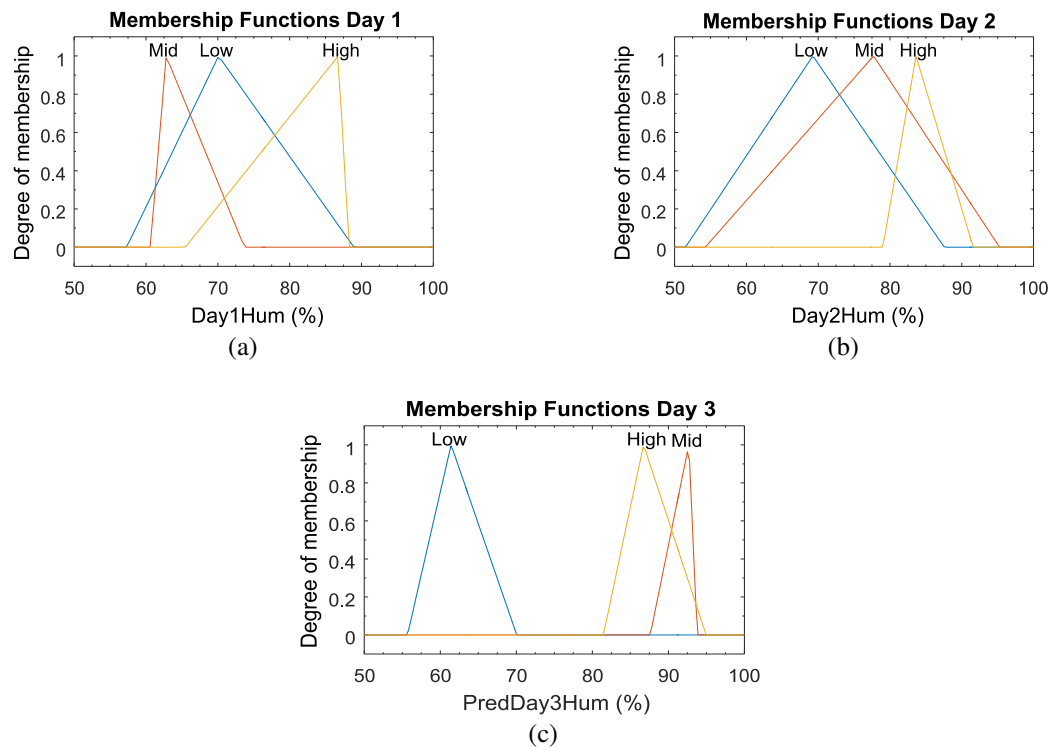 Membership Functions Day 1
Mid Low High
Degree of membership
1
0.8
0.6
0.4
0.2
0
50 60 70 80 90 100
Day1Hum (%)
(a)
Membership Functions Day 2
Low Mid High
Degree of membership
1
0.8
0.6
0.4
0.2
0
50 60 70 80 90 100
Day2Hum (%)
(b)
Membership Functions Day 3
Low High Mid
Degree of membership
1
0.8
0.6
0.4
0.2
0
50 60 70 80 90 100
PredDay3Hum (%)
(c)